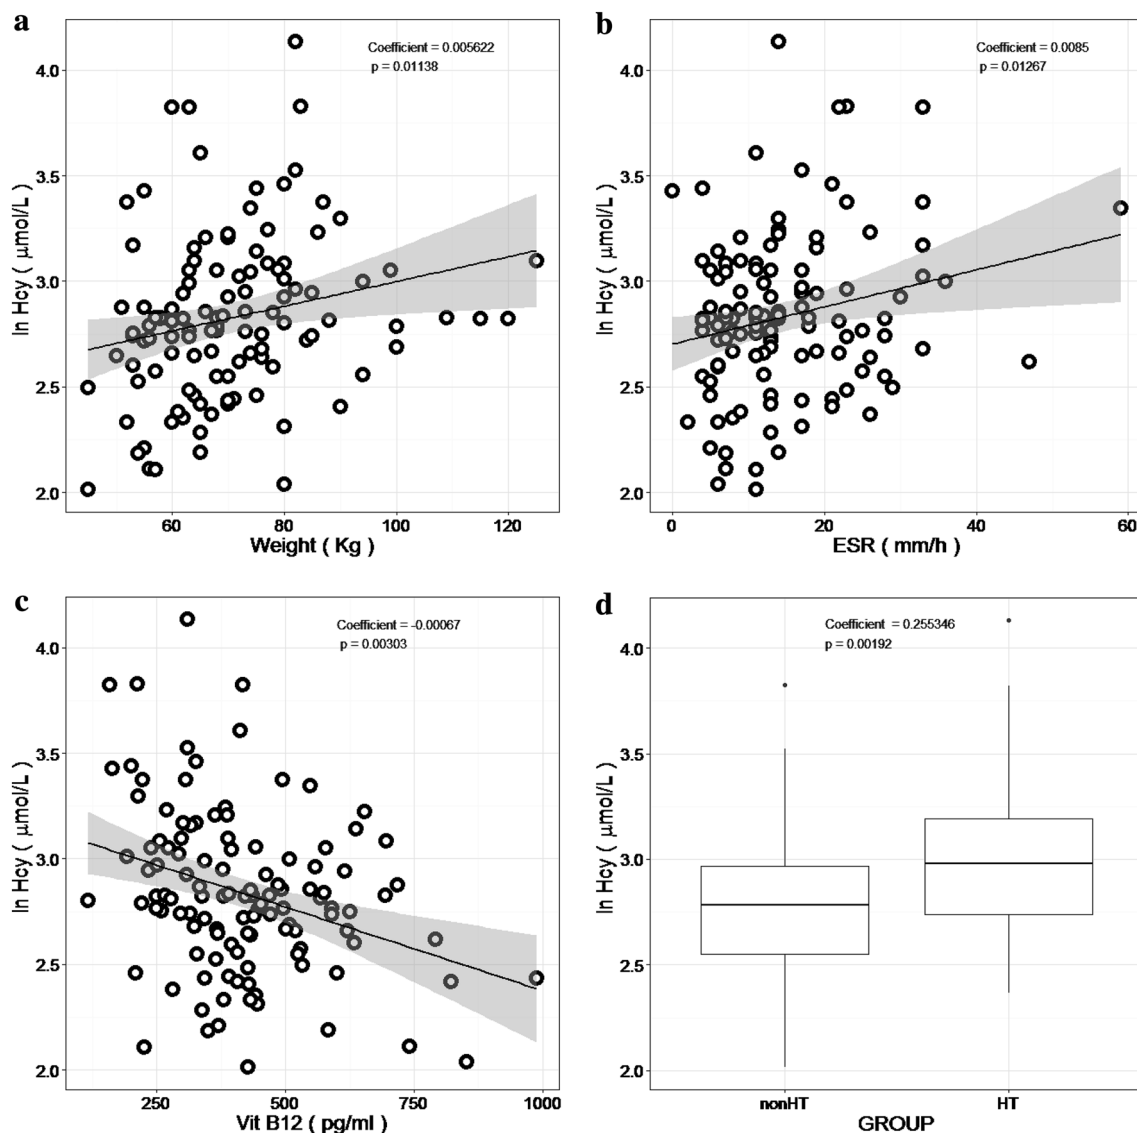 a
Coefficient = 0.005622
p = 0.01138
4.0
3.5
3.0
2.5
2.0
ln Hcy ( μmol/L )
60
80
100
120
Weight ( Kg )
b
Coefficient = 0.0085
p = 0.01267
4.0
3.5
3.0
2.5
2.0
ln Hcy ( μmol/L )
0
20
40
60
ESR ( mm/h )
c
Coefficient = -0.00067
p = 0.00303
4.0
3.5
3.0
2.5
2.0
ln Hcy ( μmol/L )
250
500
750
1000
Vit B12 ( pg/ml )
d
Coefficient = 0.255346
p = 0.00192
4.0
3.5
3.0
2.5
2.0
ln Hcy ( μmol/L )
nonHT
HT
GROUP